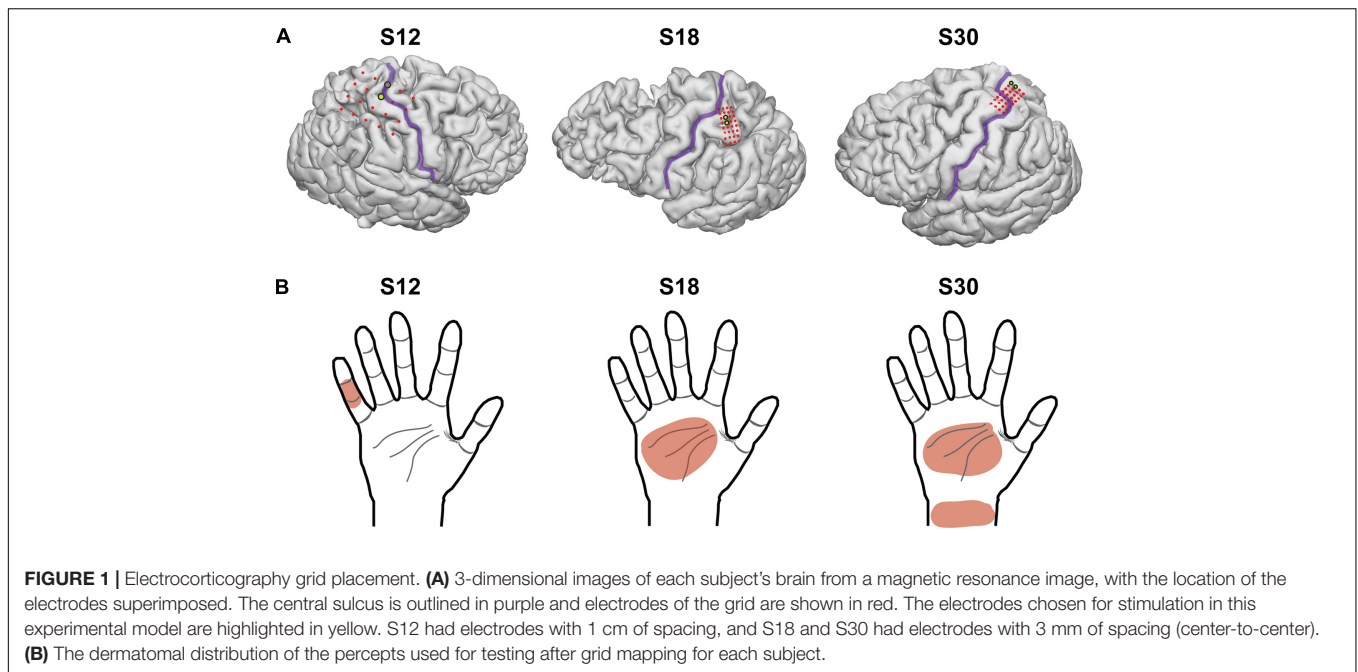 A S12 S18 S30
B S12 S18 S30
FIGURE 1 | Electrocorticography grid placement. (A) 3-dimensional images of each subject's brain from a magnetic resonance image, with the location of the
electrodes superimposed. The central sulcus is outlined in purple and electrodes of the grid are shown in red. The electrodes chosen for stimulation in this
experimental model are highlighted in yellow. S12 had electrodes with 1 cm of spacing, and S18 and S30 had electrodes with 3 mm of spacing (center-to-center).
(B) The dermatomal distribution of the percepts used for testing after grid mapping for each subject.